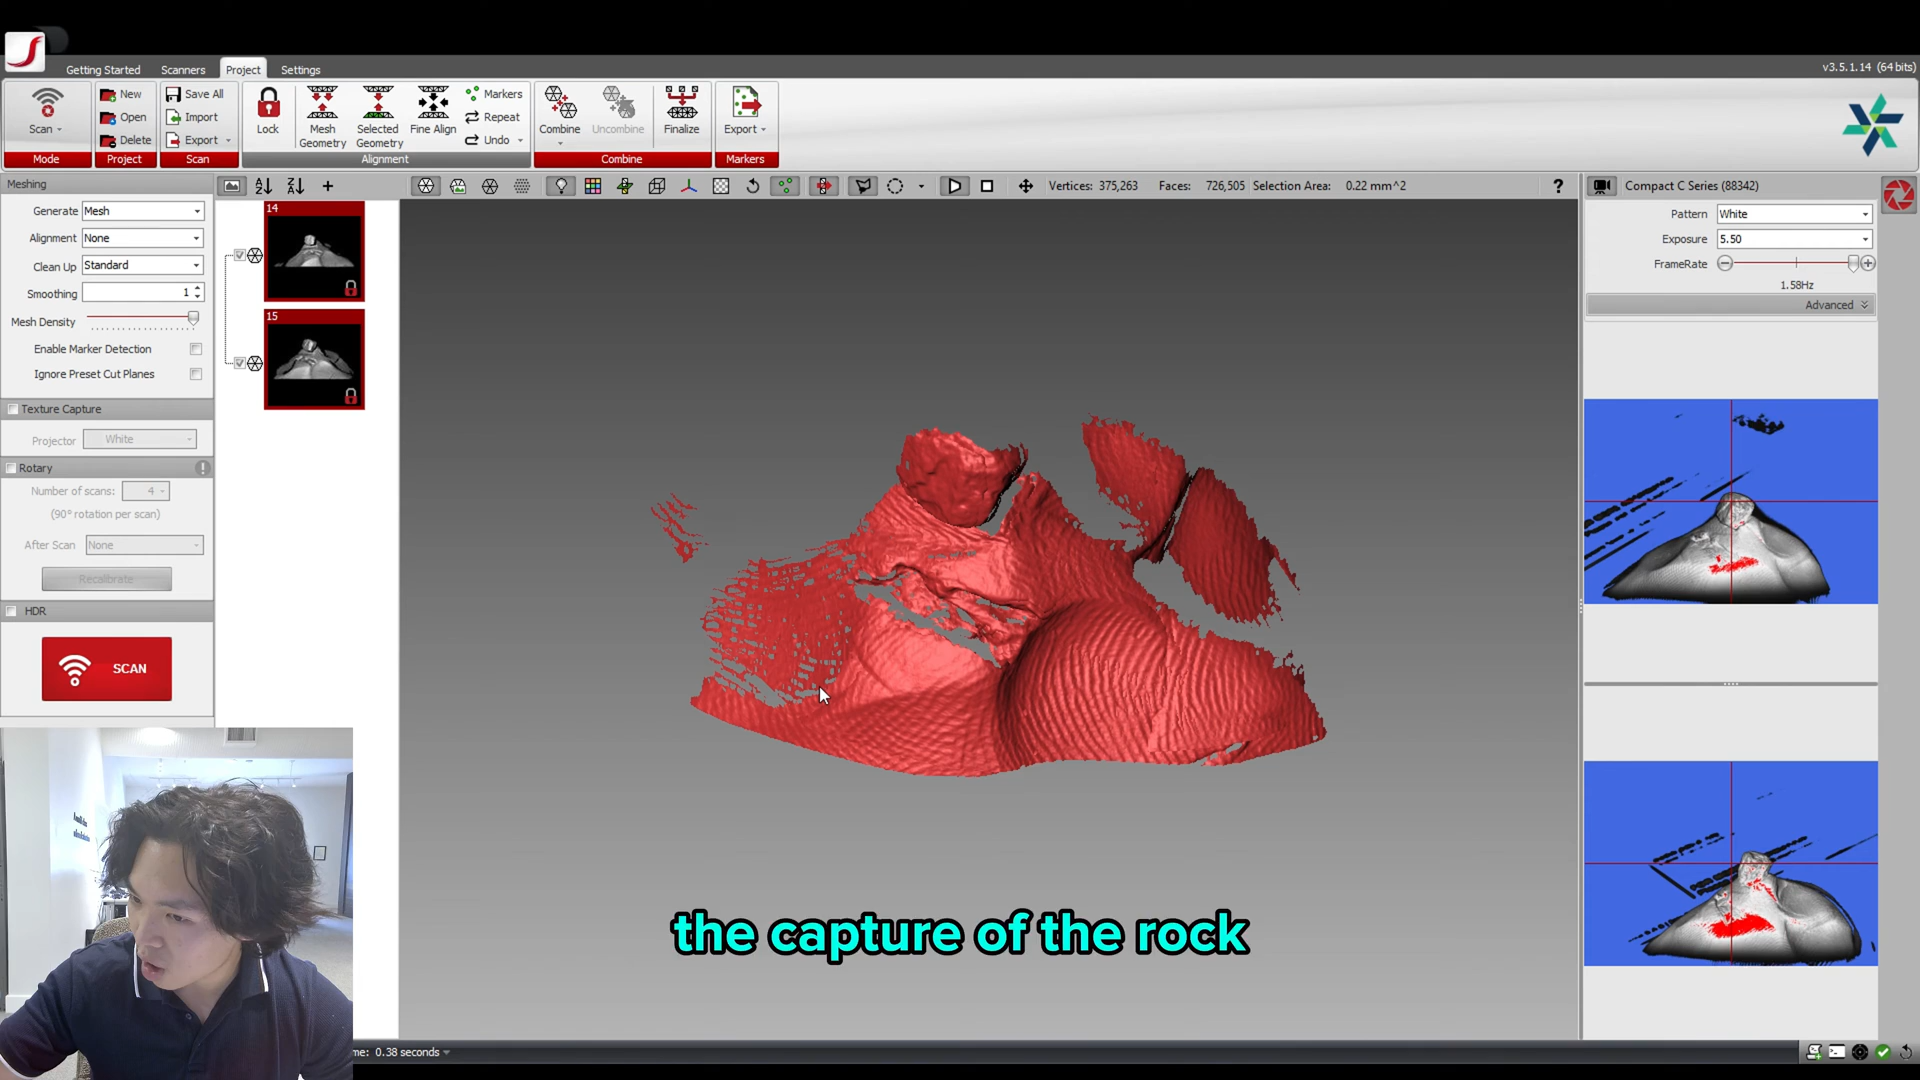 v3.5.1.14 (64 bits)
Getting Started
Scanners
Project
Settings
Scan
Mode
New
Open
Delete
Project
Save All
Import
Export
Scan
Lock
Mesh Geometry
Selected Geometry
Fine Align
Markers
Repeat
Undo
Alignment
Combine
Uncombine
Finalize
Combine
Export
Markers
Meshing
Generate Mesh
Alignment None
Clean Up Standard
Smoothing 1
Mesh Density
Enable Marker Detection
Ignore Preset Cut Planes
Texture Capture
Projector White
Rotary
Number of scans: 4
(90° rotation per scan)
After Scan None
Recalibrate
HDR
SCAN
14
15
Vertices: 375,263 Faces: 726,505 Selection Area: 0.22 mm^2
?
Compact C Series (88342)
Pattern White
Exposure 5.50
FrameRate
1.58Hz
Advanced
the capture of the rock
me: 0.38 seconds